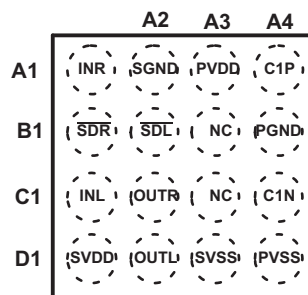 A2 A3 A4
A1 INR SGND PVDD C1P
B1 SDR SDL NC PGND
C1 INL OUTR NC C1N
D1 SVDD OUTL SVSS PVSS